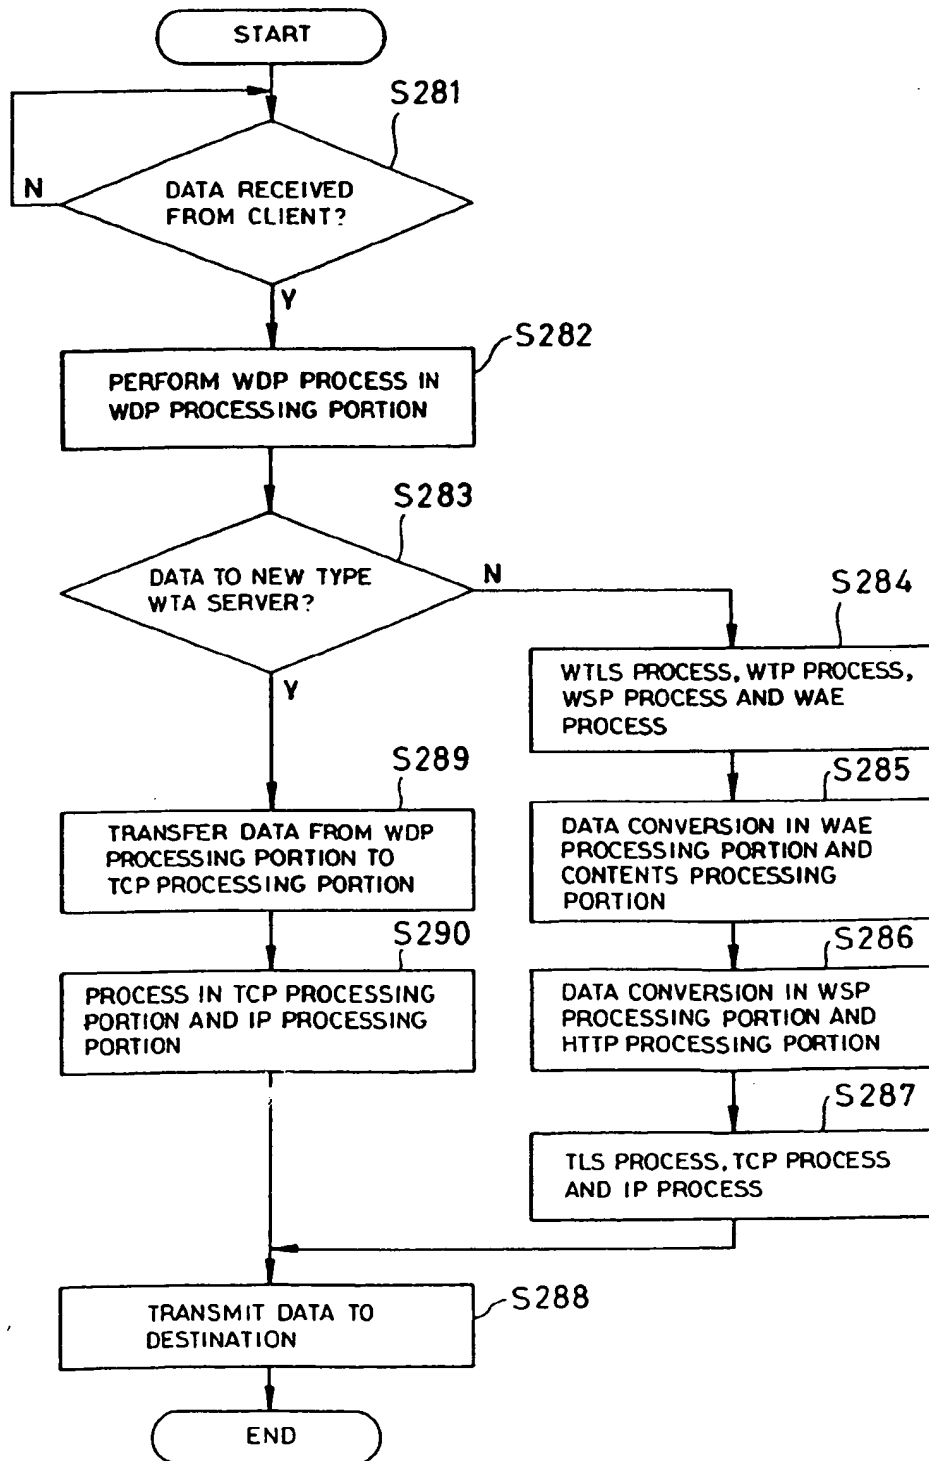 START
S281
N
DATA RECEIVED
FROM CLIENT?
Y
S282
PERFORM WDP PROCESS IN
WDP PROCESSING PORTION
S283
DATA TO NEW TYPE
WTA SERVER?
N
Y
S284
WTLS PROCESS, WTP PROCESS,
WSP PROCESS AND WAE
PROCESS
S285
DATA CONVERSION IN WAE
PROCESSING PORTION AND
CONTENTS PROCESSING
PORTION
S289
TRANSFER DATA FROM WDP
PROCESSING PORTION TO
TCP PROCESSING PORTION
S286
DATA CONVERSION IN WSP
PROCESSING PORTION AND
HTTP PROCESSING PORTION
S290
PROCESS IN TCP PROCESSING
PORTION AND IP PROCESSING
PORTION
S287
TLS PROCESS, TCP PROCESS
AND IP PROCESS
S288
TRANSMIT DATA TO
DESTINATION
END